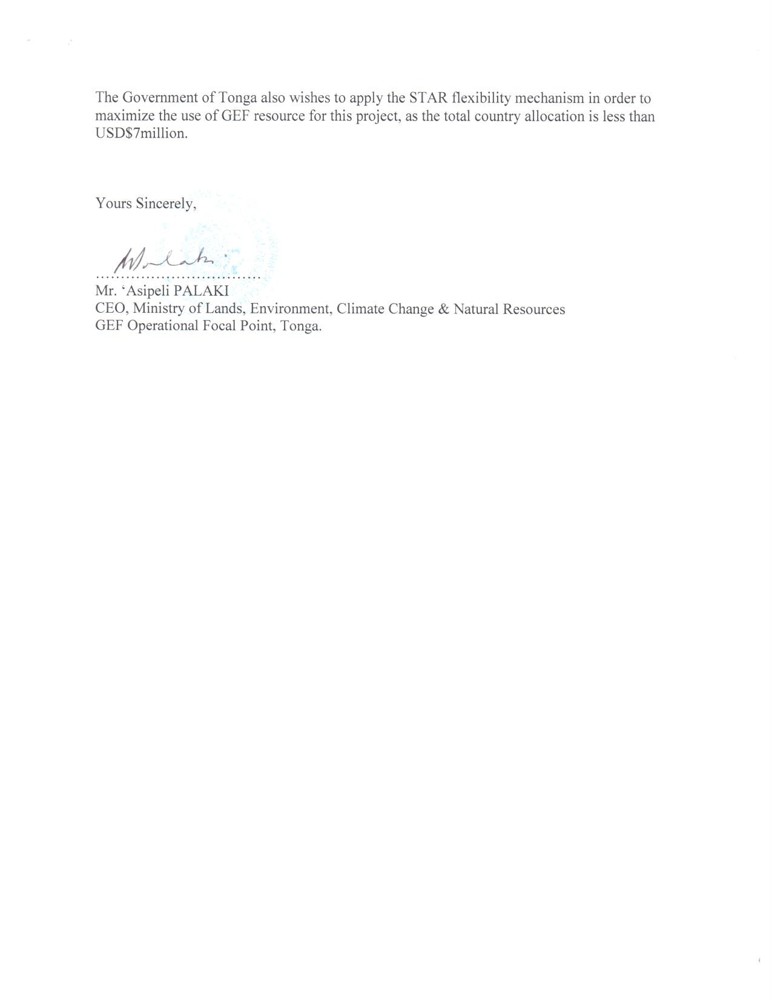 The Government of Tonga also wishes to apply the STAR flexibility mechanism in order to
maximize the use of GEF resource for this project, as the total country allocation is less than
USD$7million.
Yours Sincerely,
..................................
Mr. ‘Asipeli PALAKI
CEO, Ministry of Lands, Environment, Climate Change & Natural Resources
GEF Operational Focal Point, Tonga.